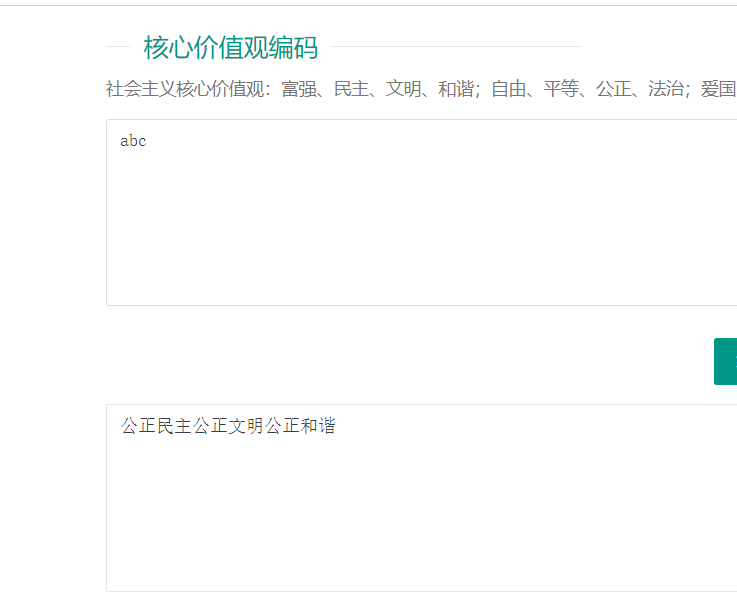 核心价值观编码
社会主义核心价值观：富强、民主、文明、和谐；自由、平等、公正、法治；爱国
abc
公正民主公正文明公正和谐